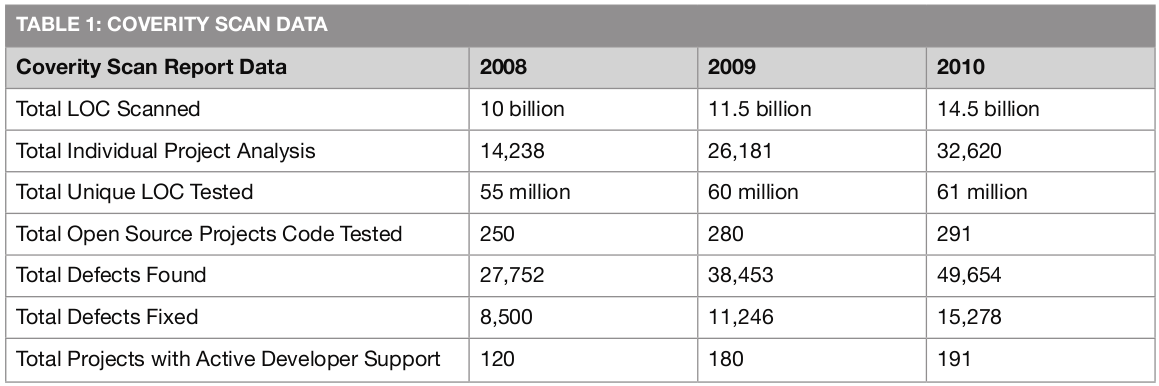 TABLE 1: COVERITY SCAN DATA
Coverity Scan Report Data 2008 2009 2010
Total LOC Scanned 10 billion 11.5 billion 14.5 billion
Total Individual Project Analysis 14,238 26,181 32,620
Total Unique LOC Tested 55 million 60 million 61 million
Total Open Source Projects Code Tested 250 280 291
Total Defects Found 27,752 38,453 49,654
Total Defects Fixed 8,500 11,246 15,278
Total Projects with Active Developer Support 120 180 191